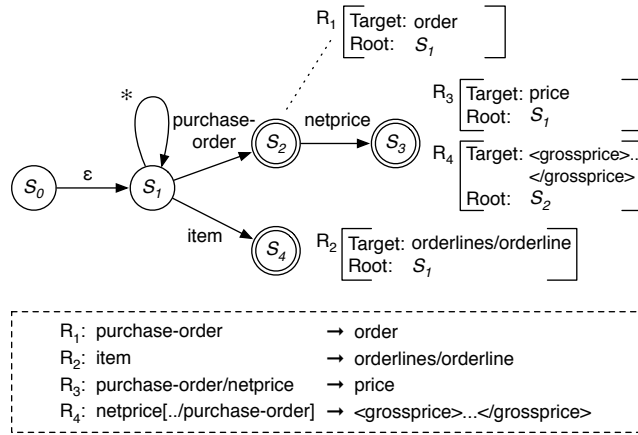 R1
Target: order
Root: S1
*
purchase-
order
netprice
R3
Target: price
Root: S1
S0
ε
S1
S2
S3
R4
Target: <grossprice>..
</grossprice>
Root: S2
item
S4
R2
Target: orderlines/orderline
Root: S1
R1: purchase-order → order
R2: item → orderlines/orderline
R3: purchase-order/netprice → price
R4: netprice[../purchase-order] → <grossprice>...</grossprice>